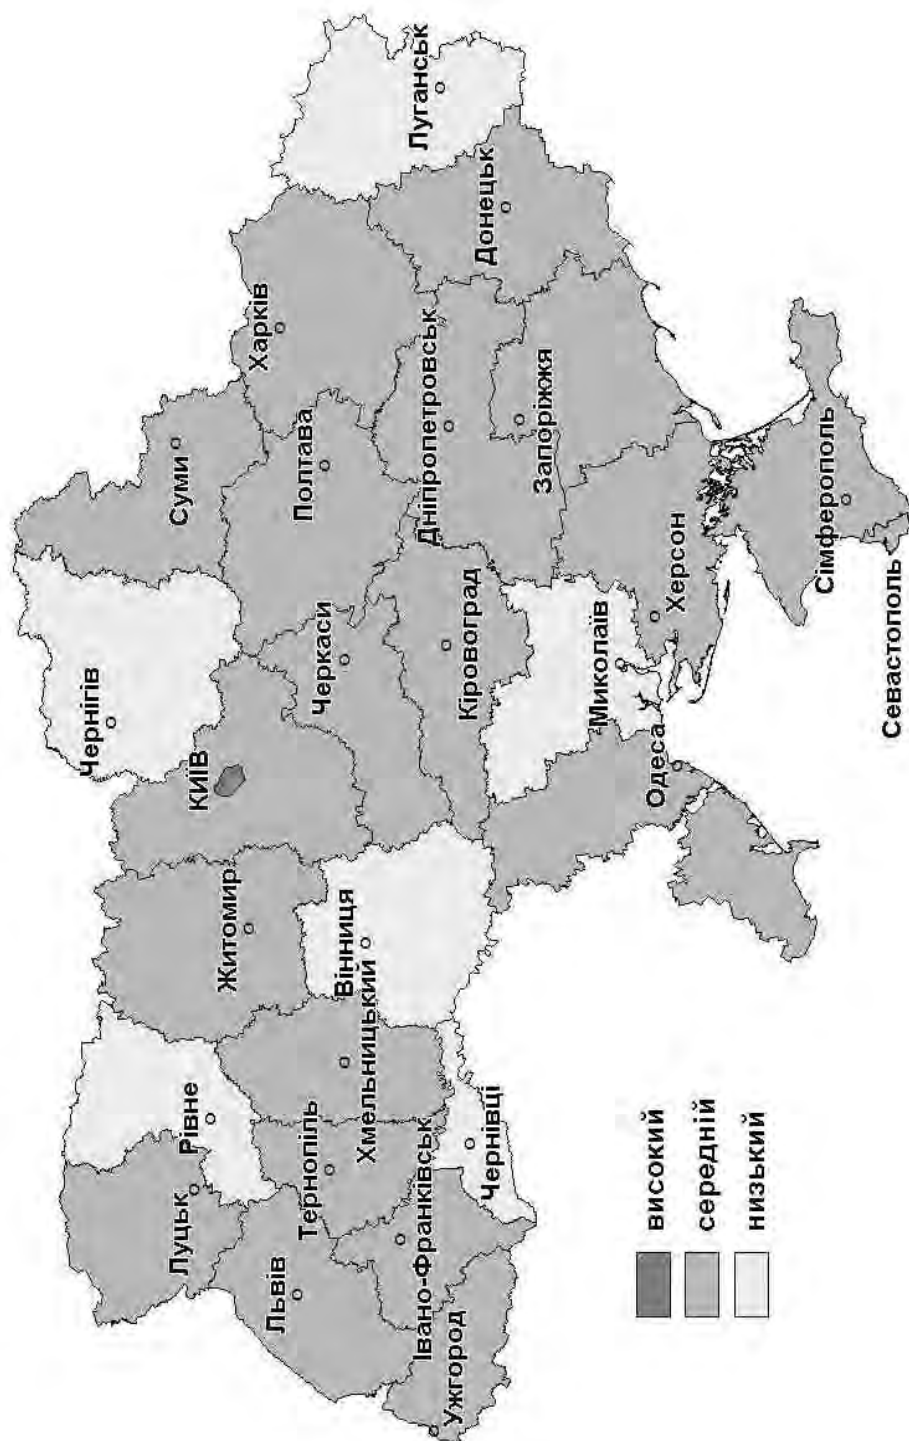 Чернігів
Суми
Луцьк
Рівне
Житомир
КИЇВ
Харків
Львів
Тернопіль
Хмельницький
Вінниця
Черкаси
Полтава
Луганськ
Ужгород
Івано-Франківськ
Чернівці
Кіровоград
Дніпропетровськ
Донецьк
Запоріжжя
Миколаїв
Одеса
Херсон
Сімферополь
Севастополь
високий
середній
низький